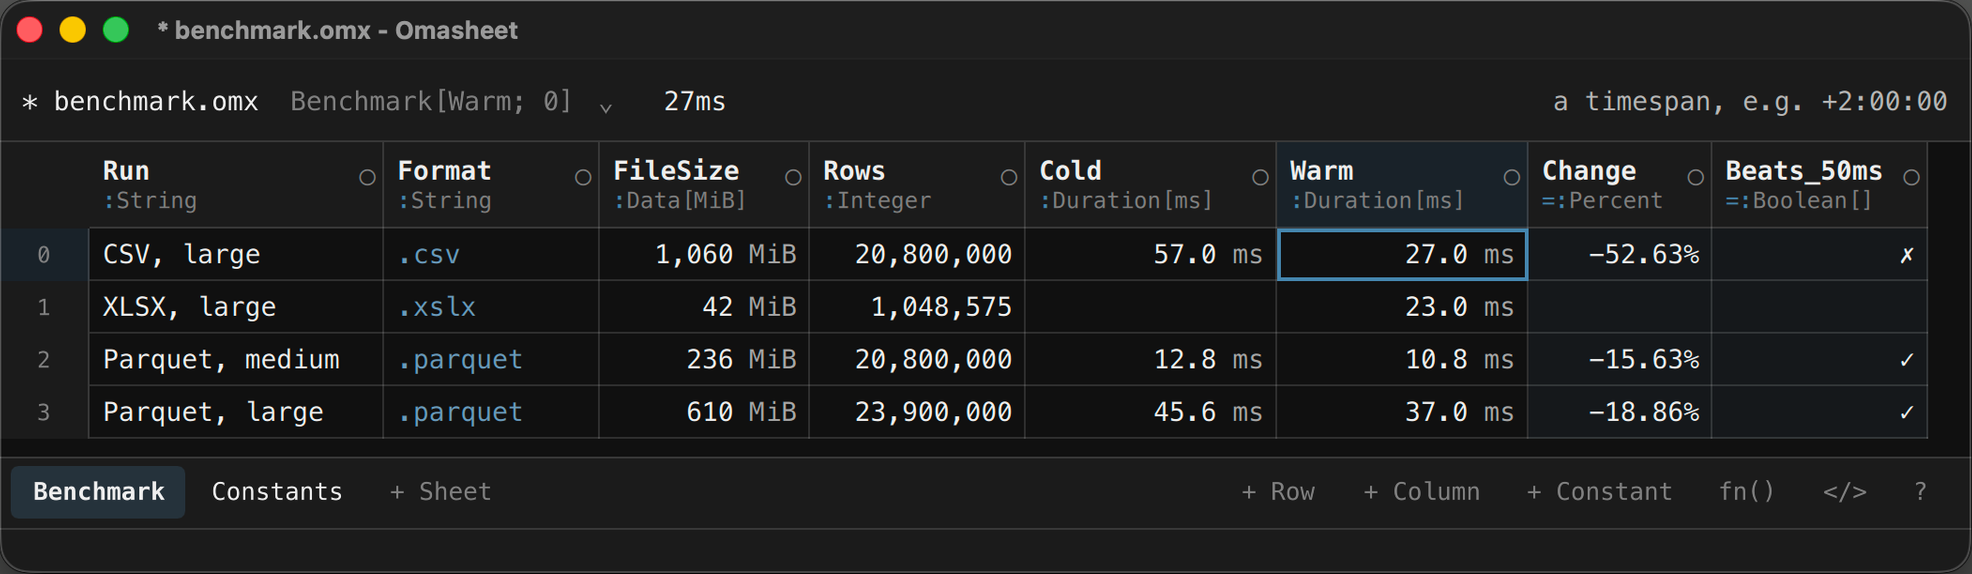 * benchmark.omx - Omasheet
* benchmark.omx Benchmark[Warm; 0] ⌄ 27ms a timespan, e.g. +2:00:00
Run Format FileSize Rows Cold Warm Change Beats_50ms
:String :String :Data[MiB] :Integer :Duration[ms] :Duration[ms] =:Percent =:Boolean[]
0 CSV, large .csv 1,060 MiB 20,800,000 57.0 ms 27.0 ms −52.63% ✗
1 XLSX, large .xslx 42 MiB 1,048,575 23.0 ms
2 Parquet, medium .parquet 236 MiB 20,800,000 12.8 ms 10.8 ms −15.63% ✓
3 Parquet, large .parquet 610 MiB 23,900,000 45.6 ms 37.0 ms −18.86% ✓
Benchmark Constants + Sheet + Row + Column + Constant fn() </> ?